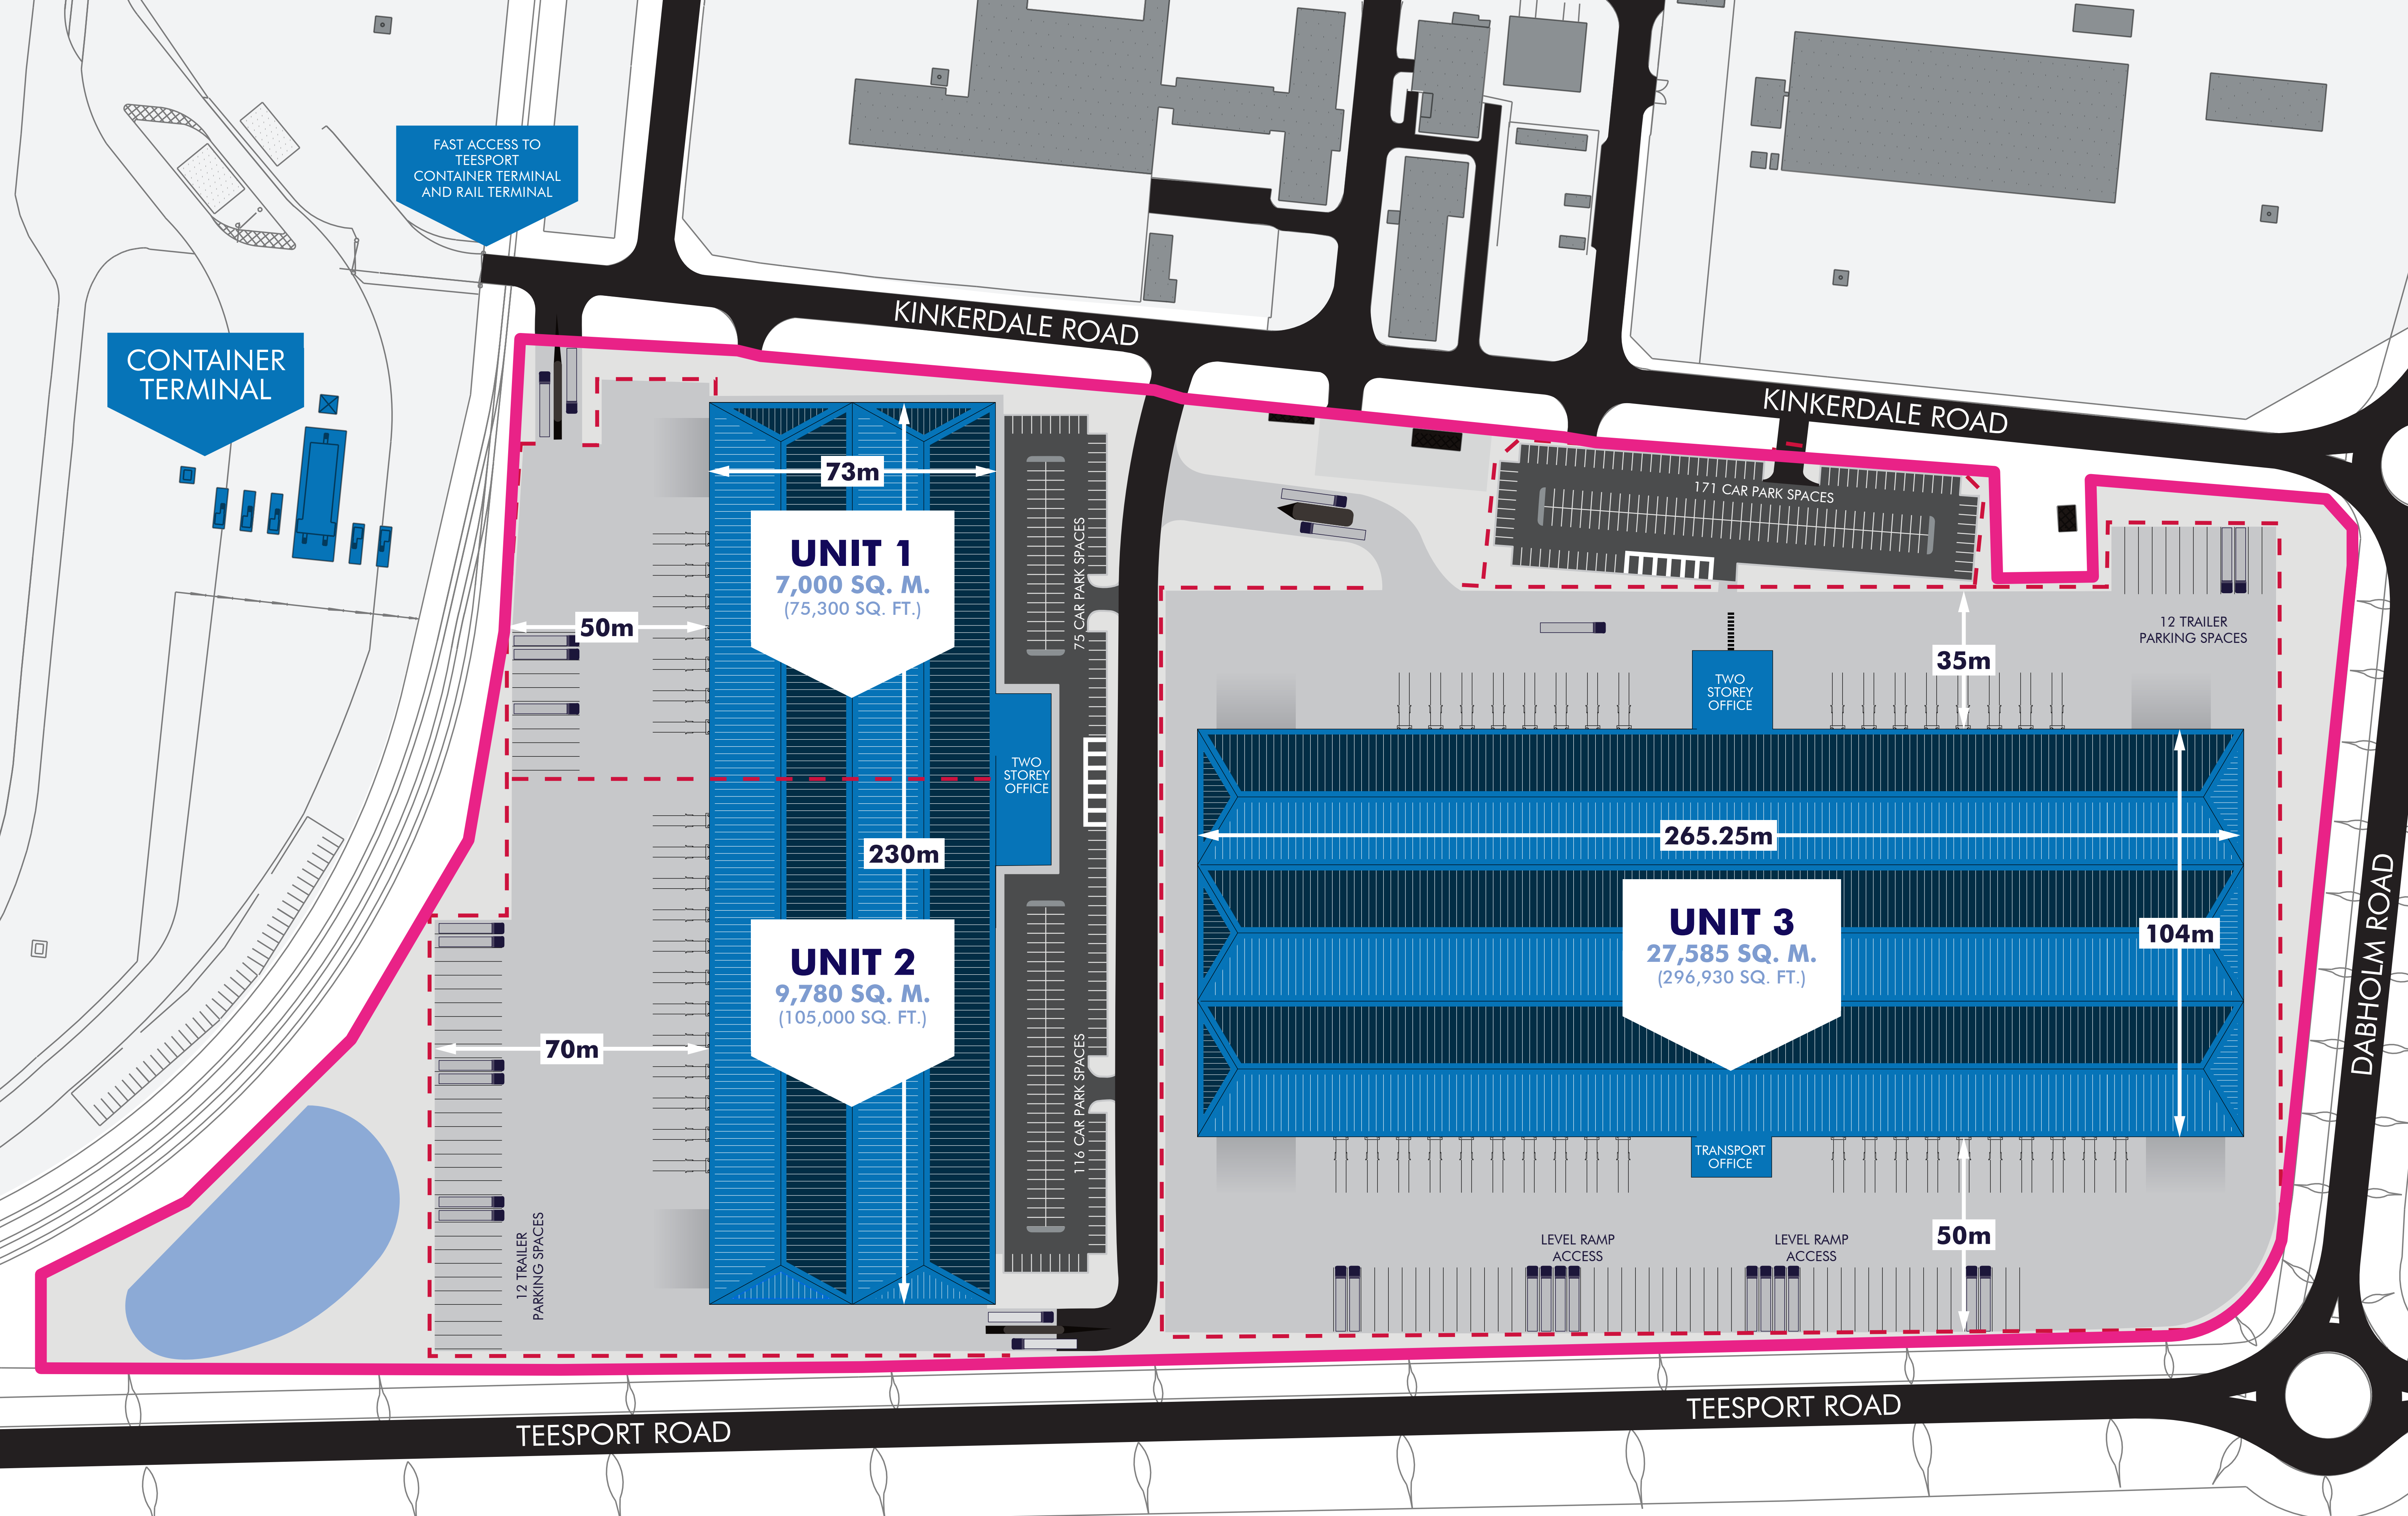 FAST ACCESS TO
TEESPORT
CONTAINER TERMINAL
AND RAIL TERMINAL
CONTAINER
TERMINAL
KINKERDALE ROAD
KINKERDALE ROAD
73m
UNIT 1
7,000 SQ. M.
(75,300 SQ. FT.)
50m
75 CAR PARK SPACES
171 CAR PARK SPACES
12 TRAILER
PARKING SPACES
35m
TWO
STOREY
OFFICE
TWO
STOREY
OFFICE
230m
265.25m
UNIT 2
9,780 SQ. M.
(105,000 SQ. FT.)
UNIT 3
27,585 SQ. M.
(296,930 SQ. FT.)
104m
DABHOLM ROAD
70m
116 CAR PARK SPACES
TRANSPORT
OFFICE
12 TRAILER
PARKING SPACES
LEVEL RAMP
ACCESS
LEVEL RAMP
ACCESS
50m
TEESPORT ROAD
TEESPORT ROAD